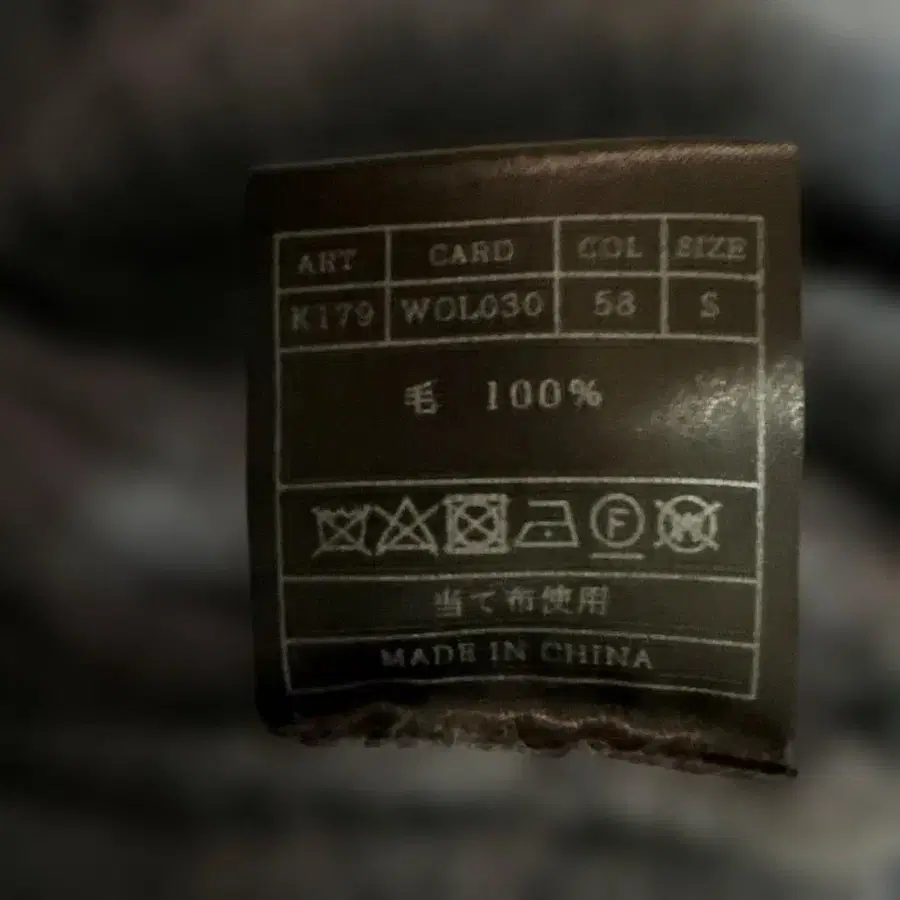 ART CARD COL SIZE
K179 WOL030 58 S
毛 100%
F W
当て布使用
MADE IN CHINA